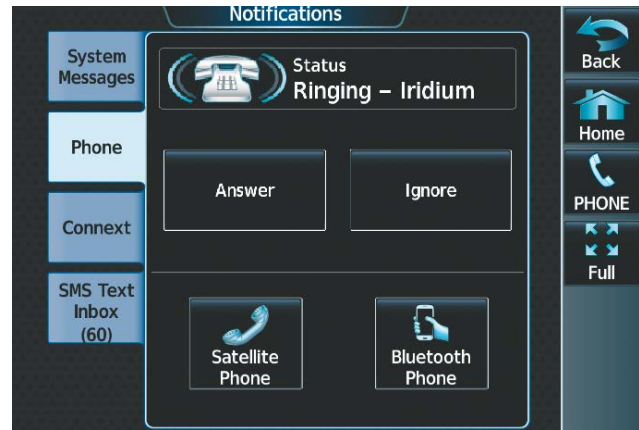 Notifications
System
Messages
Phone
Connext
SMS Text
Inbox
(60)
Status
Ringing – Iridium
Answer
Ignore
Satellite
Phone
Bluetooth
Phone
Back
Home
PHONE
Full